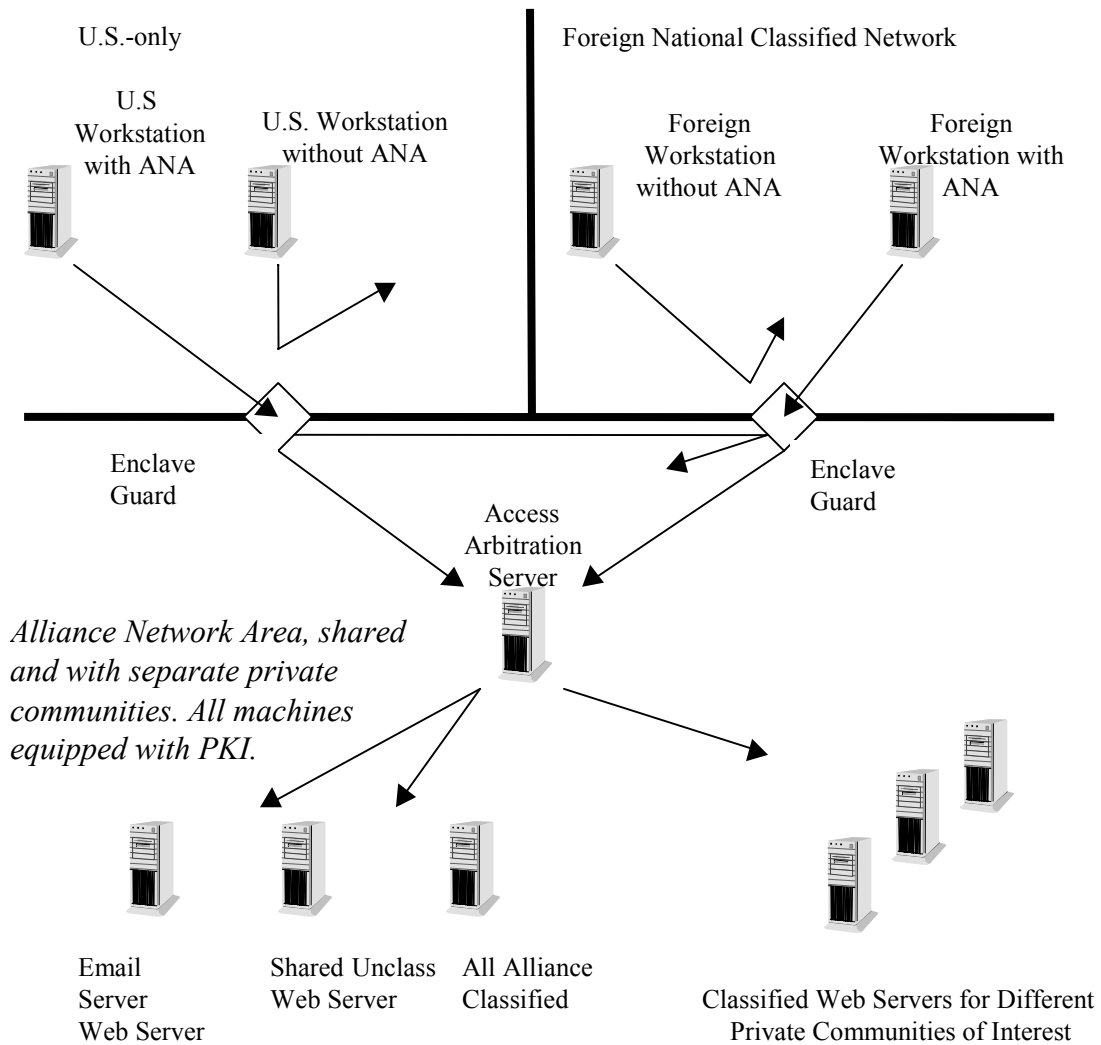 U.S.-only
Foreign National Classified Network
U.S
Workstation
with ANA
U.S. Workstation
without ANA
Foreign
Workstation
without ANA
Foreign
Workstation with
ANA
Enclave
Guard
Enclave
Guard
Access
Arbitration
Server
Alliance Network Area, shared
and with separate private
communities. All machines
equipped with PKI.
Email
Server
Web Server
Shared Unclass
Web Server
All Alliance
Classified
Classified Web Servers for Different
Private Communities of Interest